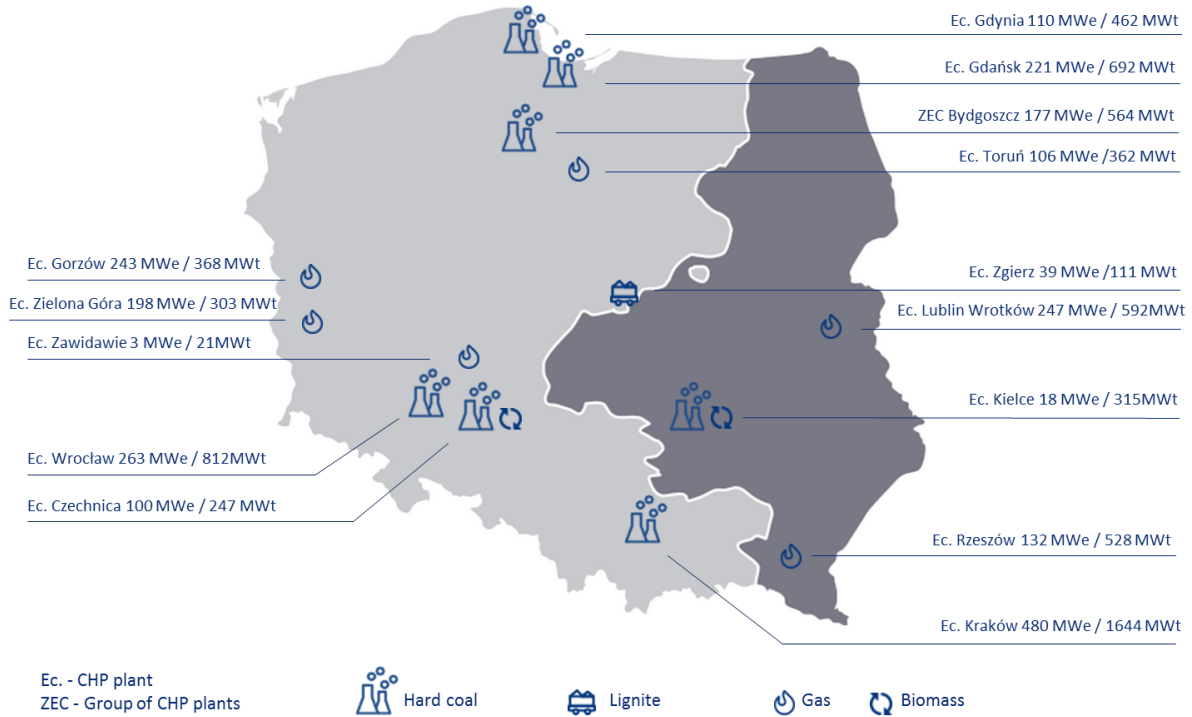 Ec. Gdynia 110 MWe / 462 MWt
Ec. Gdańsk 221 MWe / 692 MWt
ZEC Bydgoszcz 177 MWe / 564 MWt
Ec. Toruń 106 MWe /362 MWt
Ec. Gorzów 243 MWe / 368 MWt
Ec. Zielona Góra 198 MWe / 303 MWt
Ec. Zawidawie 3 MWe / 21MWt
Ec. Wrocław 263 MWe / 812MWt
Ec. Czechnica 100 MWe / 247 MWt
Ec. Zgierz 39 MWe /111 MWt
Ec. Lublin Wrotków 247 MWe / 592MWt
Ec. Kielce 18 MWe / 315MWt
Ec. Rzeszów 132 MWe / 528 MWt
Ec. Kraków 480 MWe / 1644 MWt
Ec. - CHP plant
ZEC - Group of CHP plants
Hard coal
Lignite
Gas
Biomass